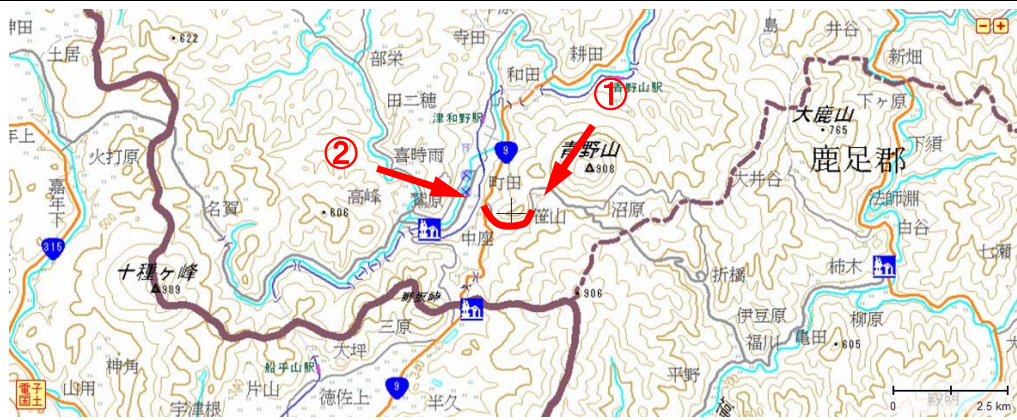 神田
土居
・622
部栄
寺田
耕田
島
井谷
新畑
和田
青野山駅
①
下ヶ原
大鹿山
・765
下須
鹿足郡
田二穂
津和野駅
②
喜時雨
9
青野山
△908
火打原
嘉年下
町田
大井谷
法師淵
高峰
鷲原
・606
名賀
笹山
沼原
白谷
315
中座
七瀬
十種ヶ峰
△989
折橋
柿木
野坂峠
・906
三原
伊豆原
亀田
柳原
・605
福川
大坪
船平山駅
神角
平野
電子国土
山用
片山
徳佐上
9
半久
宇津根
0
2.5 km